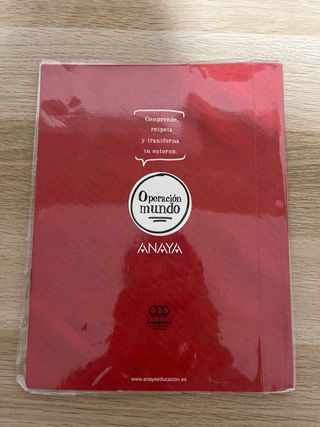 Comprende,
respeta
y transforma
tu entorno.
Operación
mundo
ANAYA
www.anayaeducacion.es